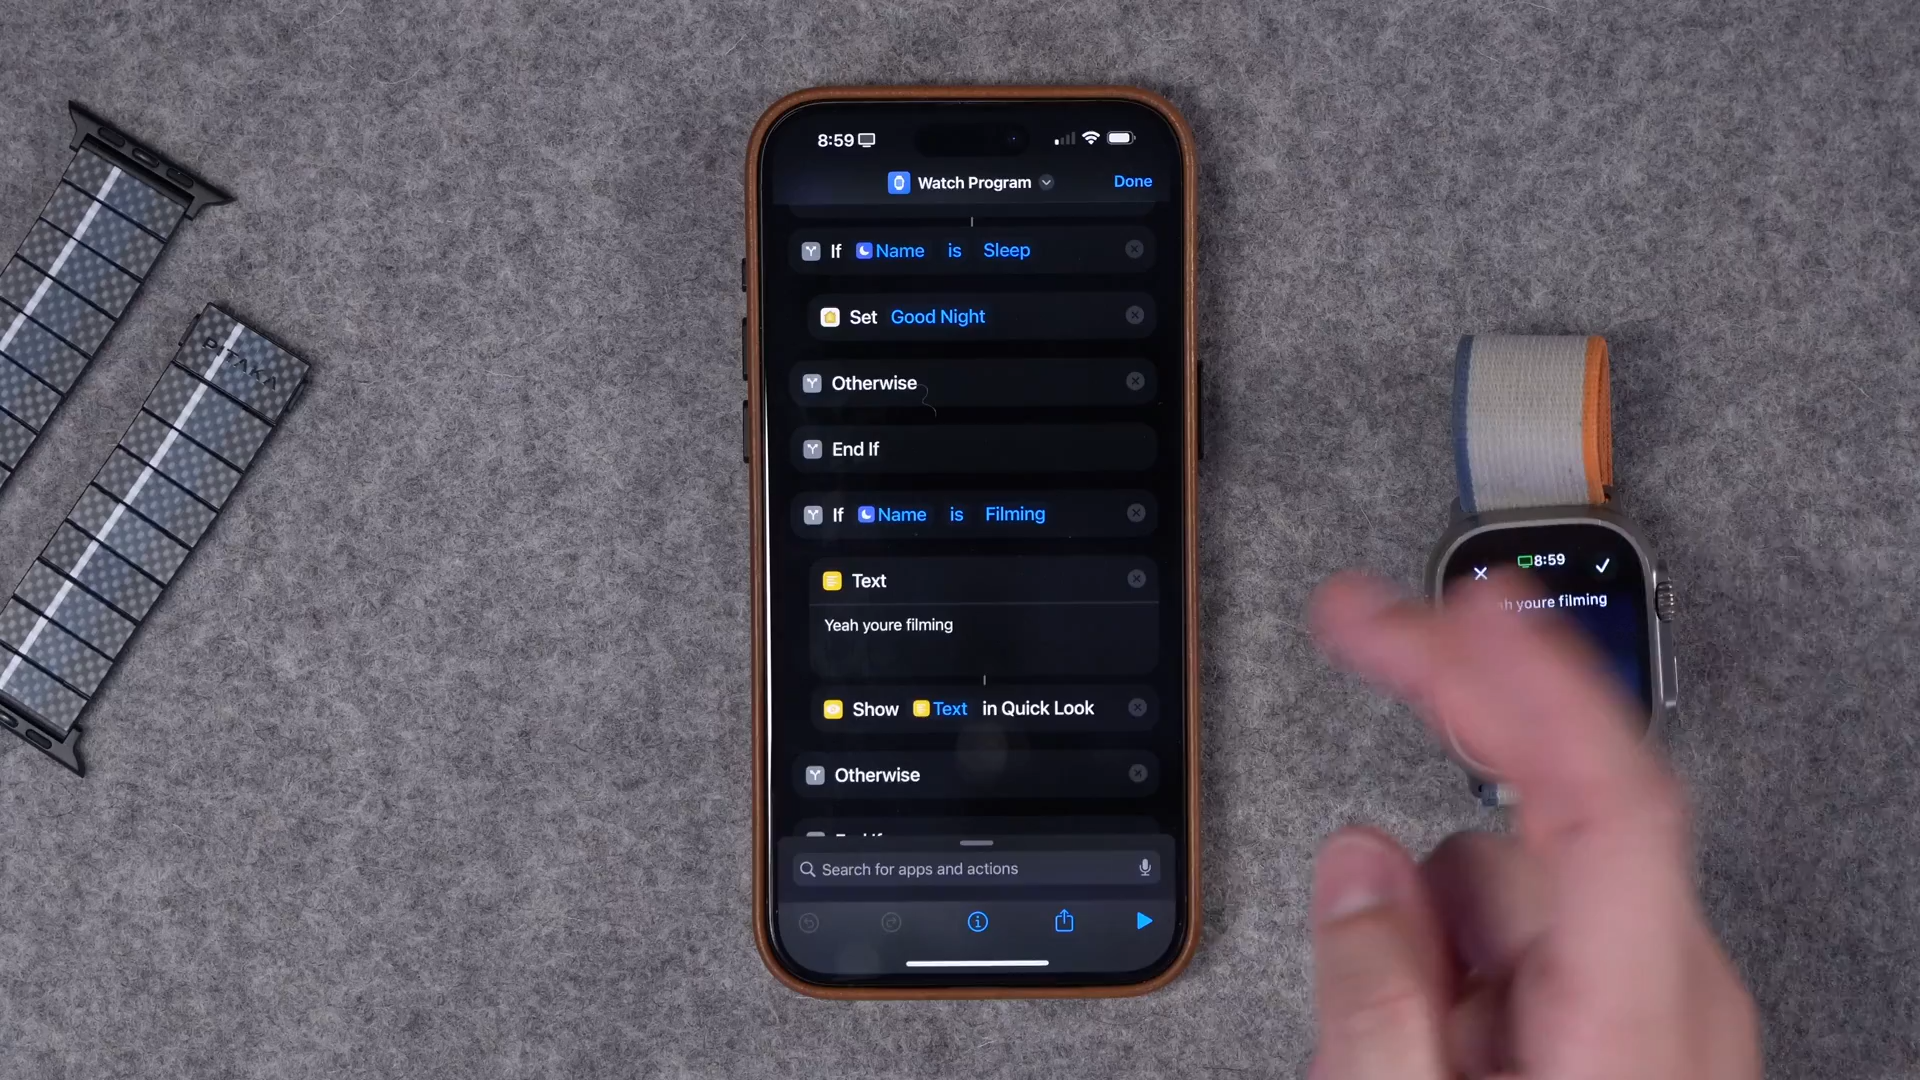 PITAKA
8:59
Watch Program
Done
If Name is Sleep
Set Good Night
Otherwise
End If
If Name is Filming
Text
Yeah youre filming
Show Text in Quick Look
Otherwise
Search for apps and actions
8:59
youre filming